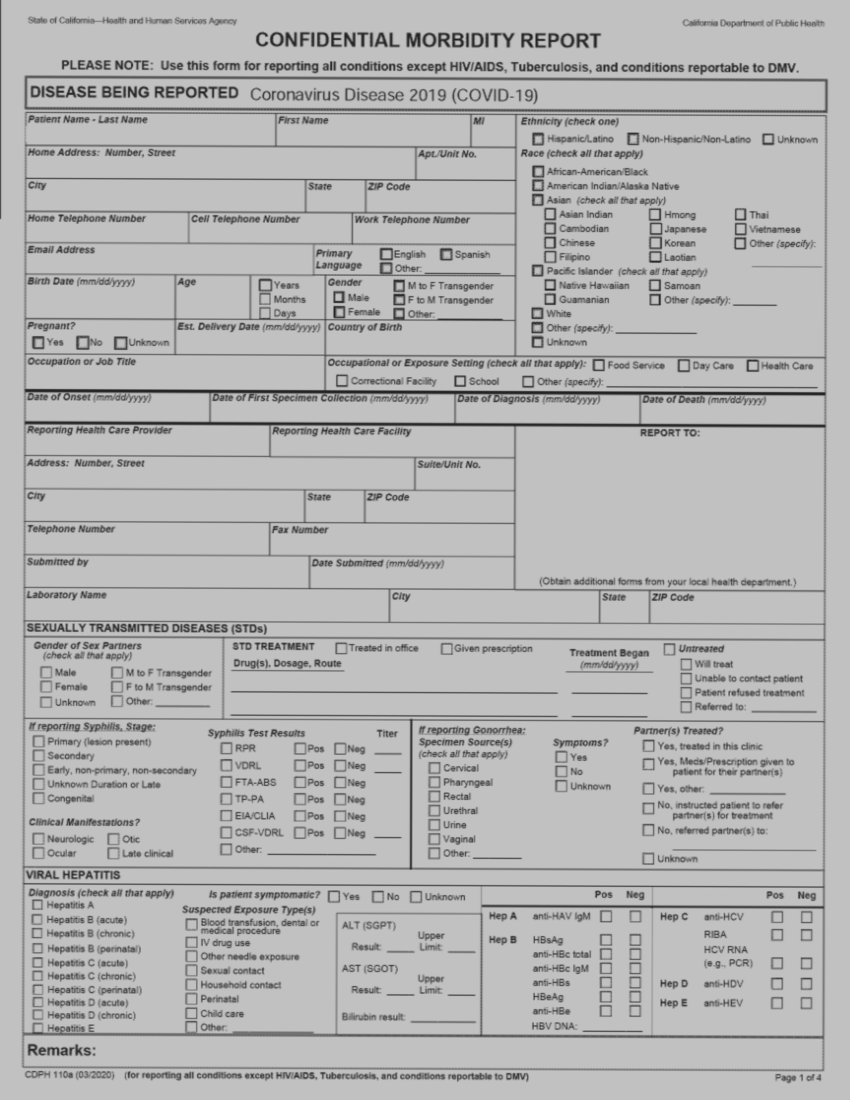 State of California—Health and Human Services Agency
California Department of Public Health
CONFIDENTIAL MORBIDITY REPORT
PLEASE NOTE: Use this form for reporting all conditions except HIV/AIDS, Tuberculosis, and conditions reportable to DMV.
DISEASE BEING REPORTED Coronavirus Disease 2019 (COVID-19)
Patient Name - Last Name First Name MI
Home Address: Number, Street Apt./Unit No.
City State ZIP Code
Home Telephone Number Cell Telephone Number Work Telephone Number
Email Address Primary Language English Spanish
Other:
Birth Date (mm/dd/yyyy) Age Years
Months
Days
Gender M to F Transgender
Male F to M Transgender
Female Other:
Pregnant? Est. Delivery Date (mm/dd/yyyy) Country of Birth
Yes No Unknown
Ethnicity (check one)
Hispanic/Latino Non-Hispanic/Non-Latino Unknown
Race (check all that apply)
African-American/Black
American Indian/Alaska Native
Asian (check all that apply)
Asian Indian Hmong Thai
Cambodian Japanese Vietnamese
Chinese Korean Other (specify):
Filipino Laotian
Pacific Islander (check all that apply)
Native Hawaiian Samoan
Guamanian Other (specify):
White
Other (specify):
Unknown
Occupation or Job Title Occupational or Exposure Setting (check all that apply): Food Service Day Care Health Care
Correctional Facility School Other (specify):
Date of Onset (mm/dd/yyyy) Date of First Specimen Collection (mm/dd/yyyy) Date of Diagnosis (mm/dd/yyyy) Date of Death (mm/dd/yyyy)
Reporting Health Care Provider Reporting Health Care Facility REPORT TO:
Address: Number, Street Suite/Unit No.
City State ZIP Code
Telephone Number Fax Number
Submitted by Date Submitted (mm/dd/yyyy)
(Obtain additional forms from your local health department.)
Laboratory Name City State ZIP Code
SEXUALLY TRANSMITTED DISEASES (STDs)
Gender of Sex Partners
(check all that apply)
Male M to F Transgender
Female F to M Transgender
Unknown Other:
STD TREATMENT Treated in office Given prescription
Drug(s), Dosage, Route
Treatment Began
(mm/dd/yyyy)
Untreated
Will treat
Unable to contact patient
Patient refused treatment
Referred to:
If reporting Syphilis, Stage:
Primary (lesion present)
Secondary
Early, non-primary, non-secondary
Unknown Duration or Late
Congenital
Clinical Manifestations?
Neurologic Otic
Ocular Late clinical
Syphilis Test Results Titer
RPR Pos Neg
VDRL Pos Neg
FTA-ABS Pos Neg
TP-PA Pos Neg
EIA/CLIA Pos Neg
CSF-VDRL Pos Neg
Other:
If reporting Gonorrhea:
Specimen Source(s)
(check all that apply)
Cervical
Pharyngeal
Rectal
Urethral
Urine
Vaginal
Other:
Symptoms?
Yes
No
Unknown
Partner(s) Treated?
Yes, treated in this clinic
Yes, Meds/Prescription given to
patient for their partner(s)
Yes, other:
No, instructed patient to refer
partner(s) for treatment
No, referred partner(s) to:
Unknown
VIRAL HEPATITIS
Diagnosis (check all that apply)
Hepatitis A
Hepatitis B (acute)
Hepatitis B (chronic)
Hepatitis B (perinatal)
Hepatitis C (acute)
Hepatitis C (chronic)
Hepatitis C (perinatal)
Hepatitis D (acute)
Hepatitis D (chronic)
Hepatitis E
Is patient symptomatic? Yes No Unknown
Suspected Exposure Type(s)
Blood transfusion, dental or
medical procedure
IV drug use
Other needle exposure
Sexual contact
Household contact
Perinatal
Child care
Other:
ALT (SGPT)
Upper
Result: Limit:
AST (SGOT)
Upper
Result: Limit:
Bilirubin result:
Pos Neg
Hep A anti-HAV IgM
Hep B HBsAg
anti-HBc total
anti-HBc IgM
anti-HBs
HBeAg
anti-HBe
HBV DNA:
Pos Neg
Hep C anti-HCV
RIBA
HCV RNA
(e.g., PCR)
Hep D anti-HDV
Hep E anti-HEV
Remarks:
CDPH 110a (03/2020) (for reporting all conditions except HIV/AIDS, Tuberculosis, and conditions reportable to DMV) Page 1 of 4